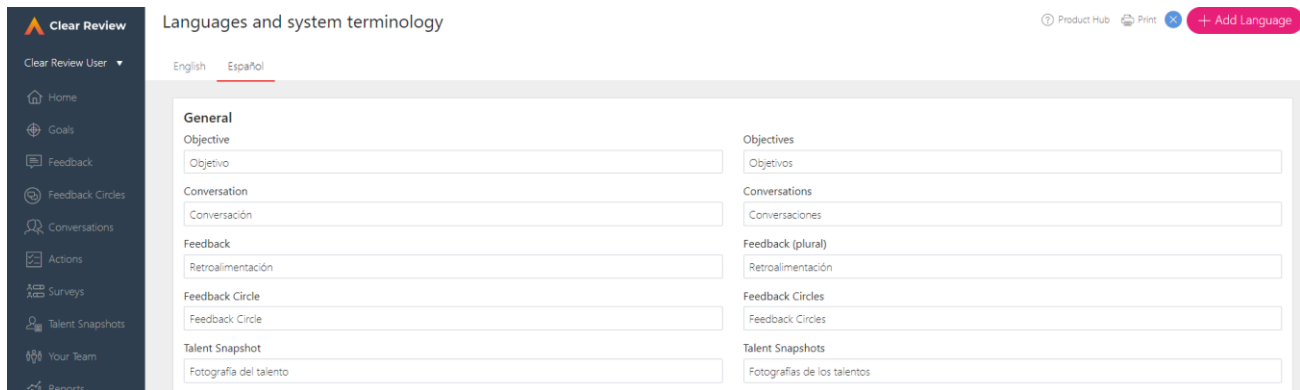 Clear Review
Languages and system terminology
Product Hub
Print
Add Language
Clear Review User
English
Español
Home
Goals
Feedback
Feedback Circles
Conversations
Actions
Surveys
Talent Snapshots
Your Team
Reports
General
Objective
Objectives
Objetivo
Objetivos
Conversation
Conversations
Conversación
Conversaciones
Feedback
Feedback (plural)
Retroalimentación
Retroalimentación
Feedback Circle
Feedback Circles
Feedback Circle
Feedback Circles
Talent Snapshot
Talent Snapshots
Fotografía del talento
Fotografías de los talentos